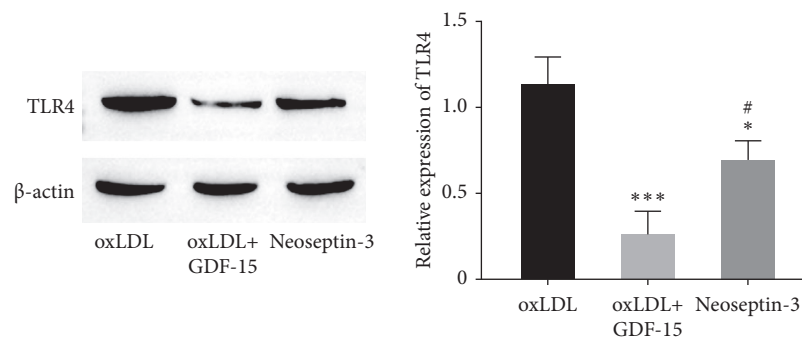 TLR4
β-actin
oxLDL
oxLDL+
GDF-15
Neoseptin-3
Relative expression of TLR4
1.5
1.0
0.5
0
***
#
*
oxLDL
oxLDL+
GDF-15
Neoseptin-3